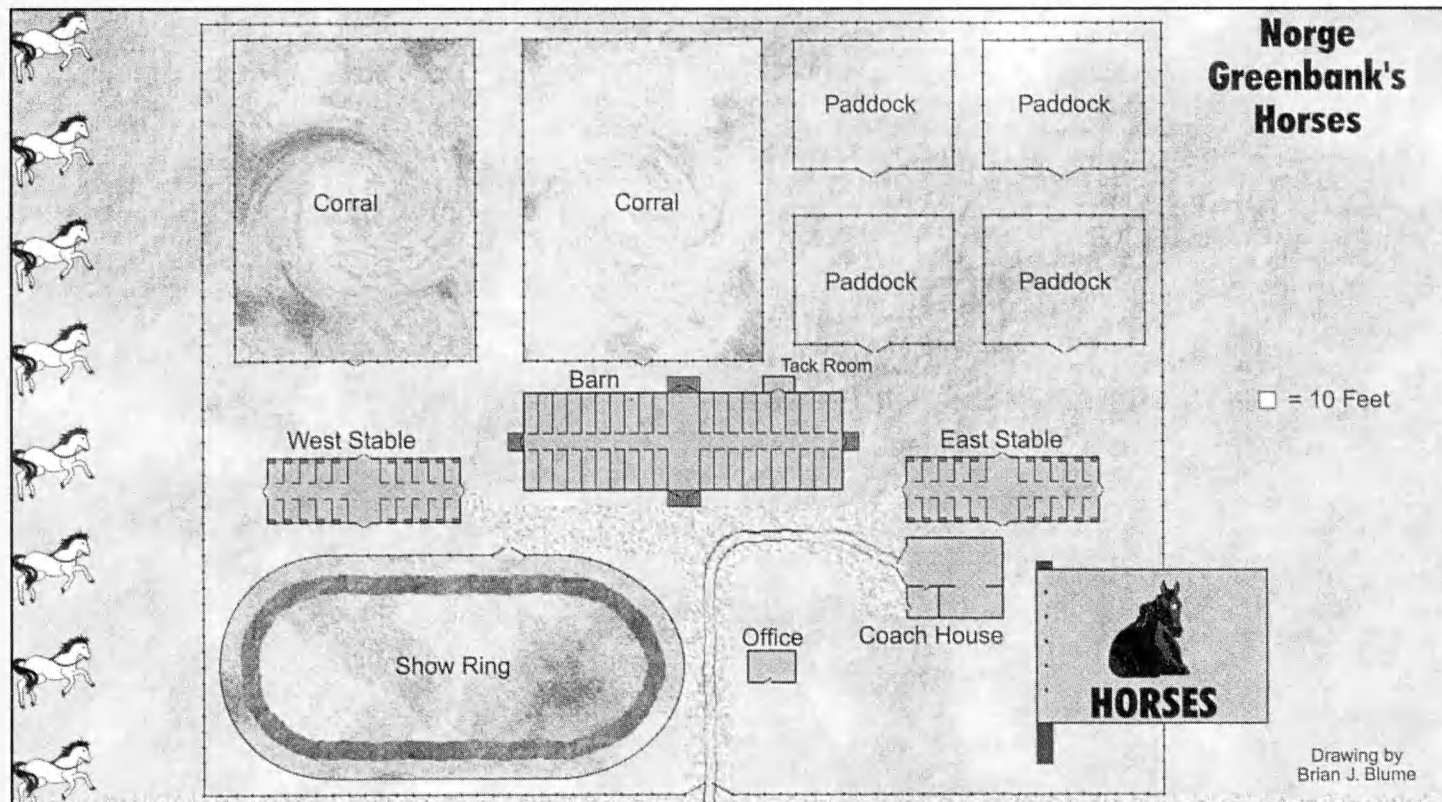 Norge
Greenbank's
Horses
Paddock
Paddock
Corral
Corral
Paddock
Paddock
Barn
Tack Room
= 10 Feet
West Stable
East Stable
Office
Coach House
Show Ring
HORSES
Drawing by
Brian J. Blume